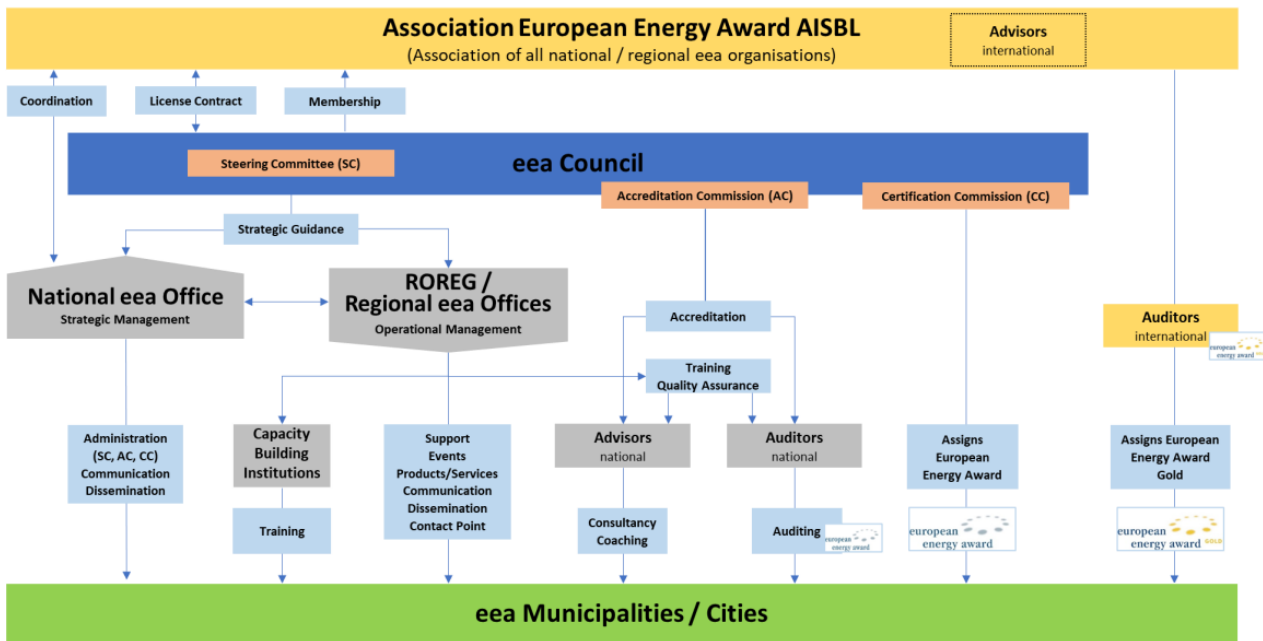 Association European Energy Award AISBL
(Association of all national / regional eea organisations)
Advisors
international
Coordination
License Contract
Membership
eea Council
Steering Committee (SC)
Accreditation Commission (AC)
Certification Commission (CC)
Strategic Guidance
National eea Office
Strategic Management
ROREG /
Regional eea Offices
Operational Management
Accreditation
Auditors
international
european
energy award GOLD
Training
Quality Assurance
Administration
(SC, AC, CC)
Communication
Dissemination
Capacity
Building
Institutions
Support
Events
Products/Services
Communication
Dissemination
Contact Point
Advisors
national
Auditors
national
Assigns
European
Energy Award
Assigns European
Energy Award
Gold
Training
Consultancy
Coaching
Auditing
european
energy award
european
energy award
european
energy award GOLD
eea Municipalities / Cities